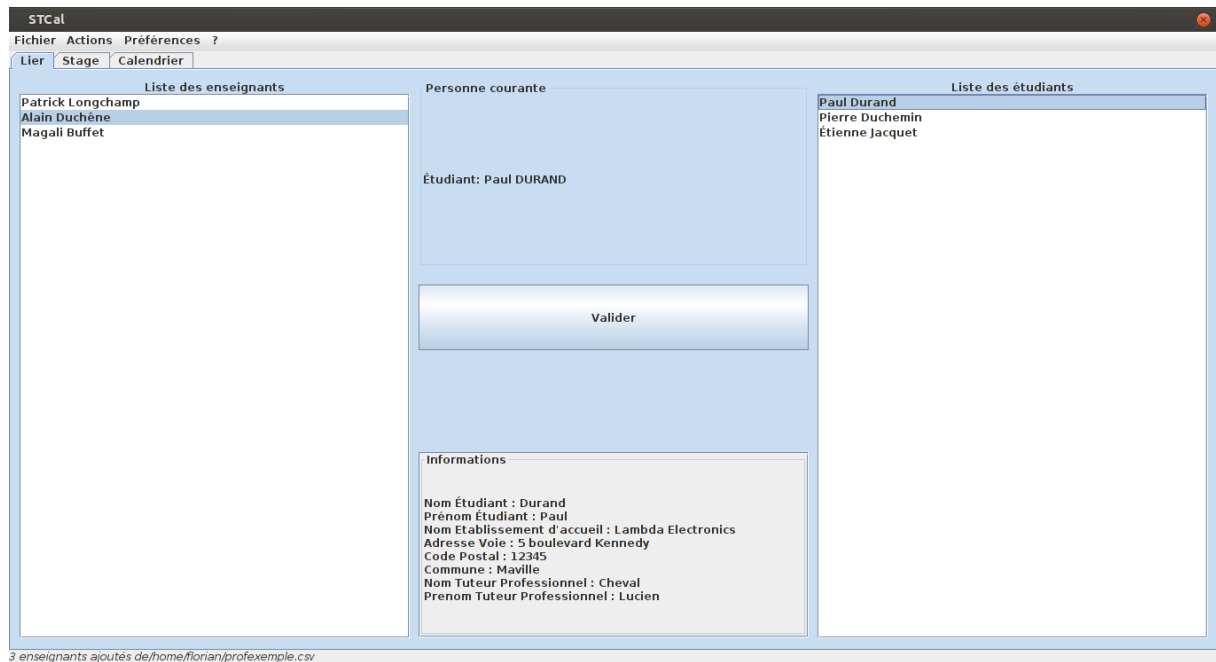 STCal
Fichier Actions Préférences ?
Lier Stage Calendrier
Liste des enseignants
Patrick Longchamp
Alain Duchêne
Magali Buffet
Personne courante
Étudiant: Paul DURAND
Valider
Informations
Nom Étudiant : Durand
Prénom Étudiant : Paul
Nom Etablissement d'accueil : Lambda Electronics
Adresse Voie : 5 boulevard Kennedy
Code Postal : 12345
Commune : Maville
Nom Tuteur Professionnel : Cheval
Prenom Tuteur Professionnel : Lucien
Liste des étudiants
Paul Durand
Pierre Duchemin
Étienne Jacquet
3 enseignants ajoutés de/home/florian/profexemple.csv